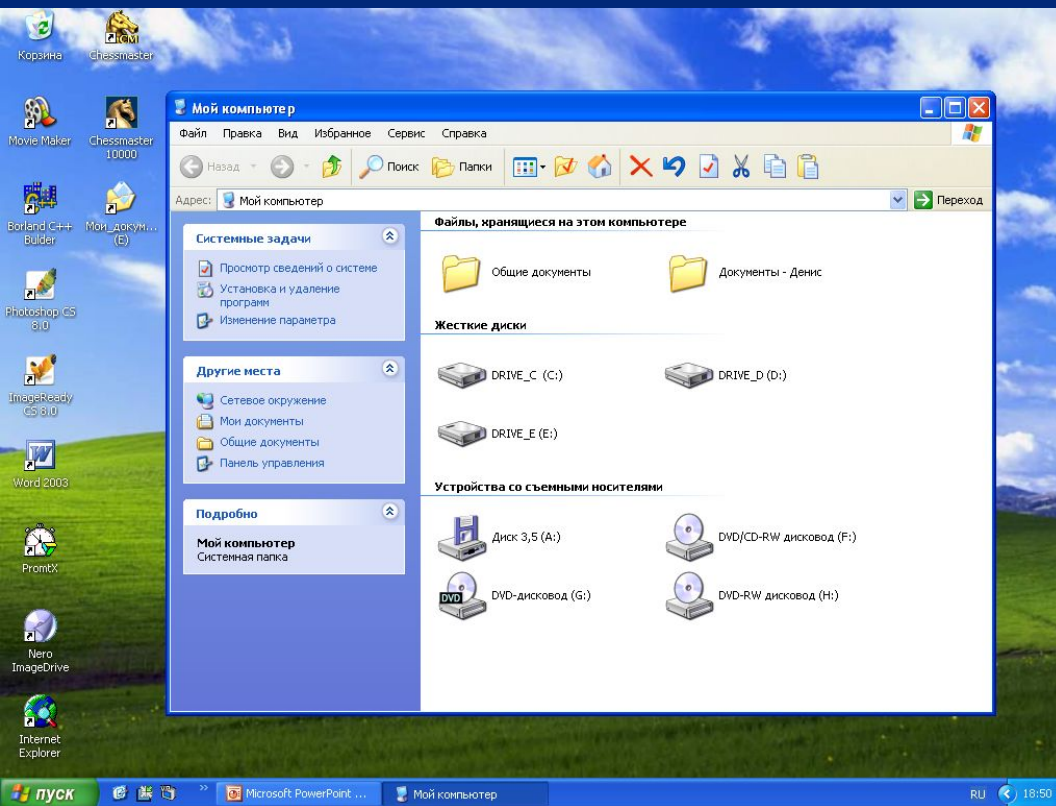 Корзина
Chessmaster
Movie Maker
Chessmaster
10000
Borland C++
Bulder
Мои_докум...
(E)
Photoshop CS
8.0
ImageReady
CS 8.0
Word 2003
PromtX
Nero
ImageDrive
Internet
Explorer
Мой компьютер
Файл Правка Вид Избранное Сервис Справка
Назад Поиск Папки
Адрес: Мой компьютер Переход
Системные задачи
Просмотр сведений о системе
Установка и удаление
программ
Изменение параметра
Другие места
Сетевое окружение
Мои документы
Общие документы
Панель управления
Подробно
Мой компьютер
Системная папка
Файлы, хранящиеся на этом компьютере
Общие документы Документы - Денис
Жесткие диски
DRIVE_C (C:) DRIVE_D (D:)
DRIVE_E (E:)
Устройства со съемными носителями
Диск 3,5 (A:) DVD/CD-RW дисковод (F:)
DVD
DVD-дисковод (G:) DVD-RW дисковод (H:)
пуск » Microsoft PowerPoint ... Мой компьютер RU 18:50